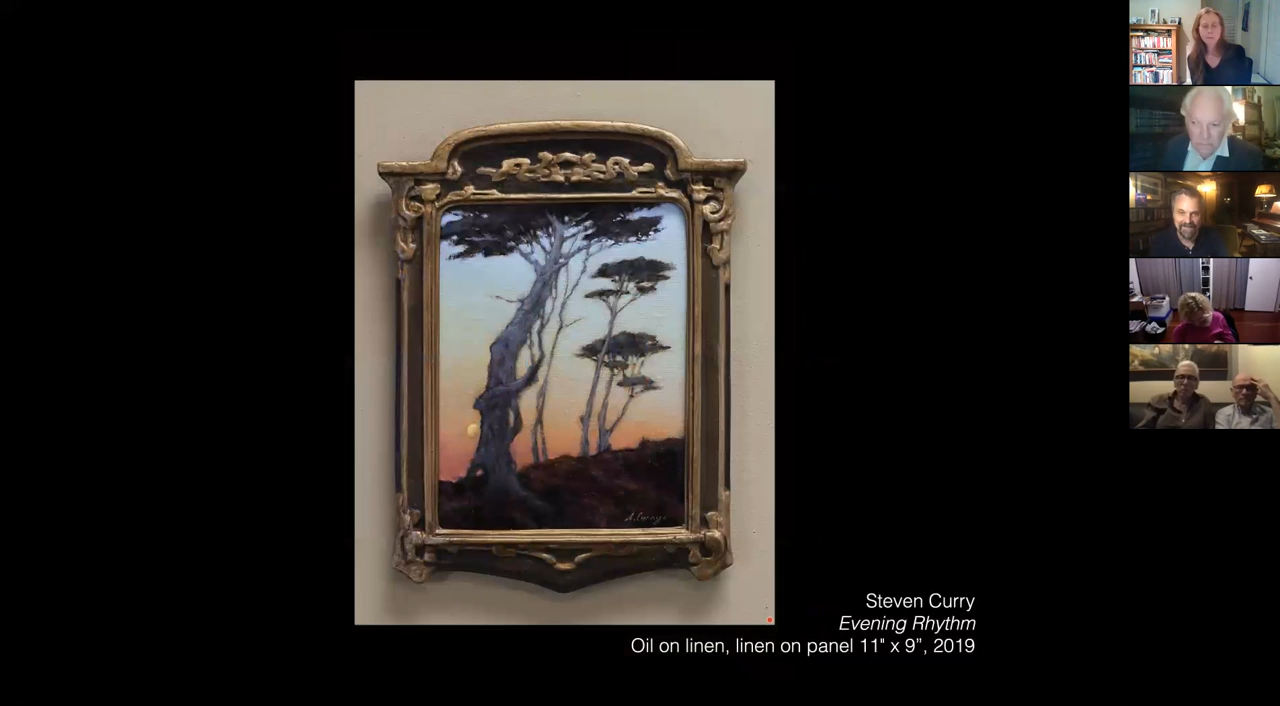 Steven Curry
Evening Rhythm
Oil on linen, linen on panel 11" x 9”, 2019